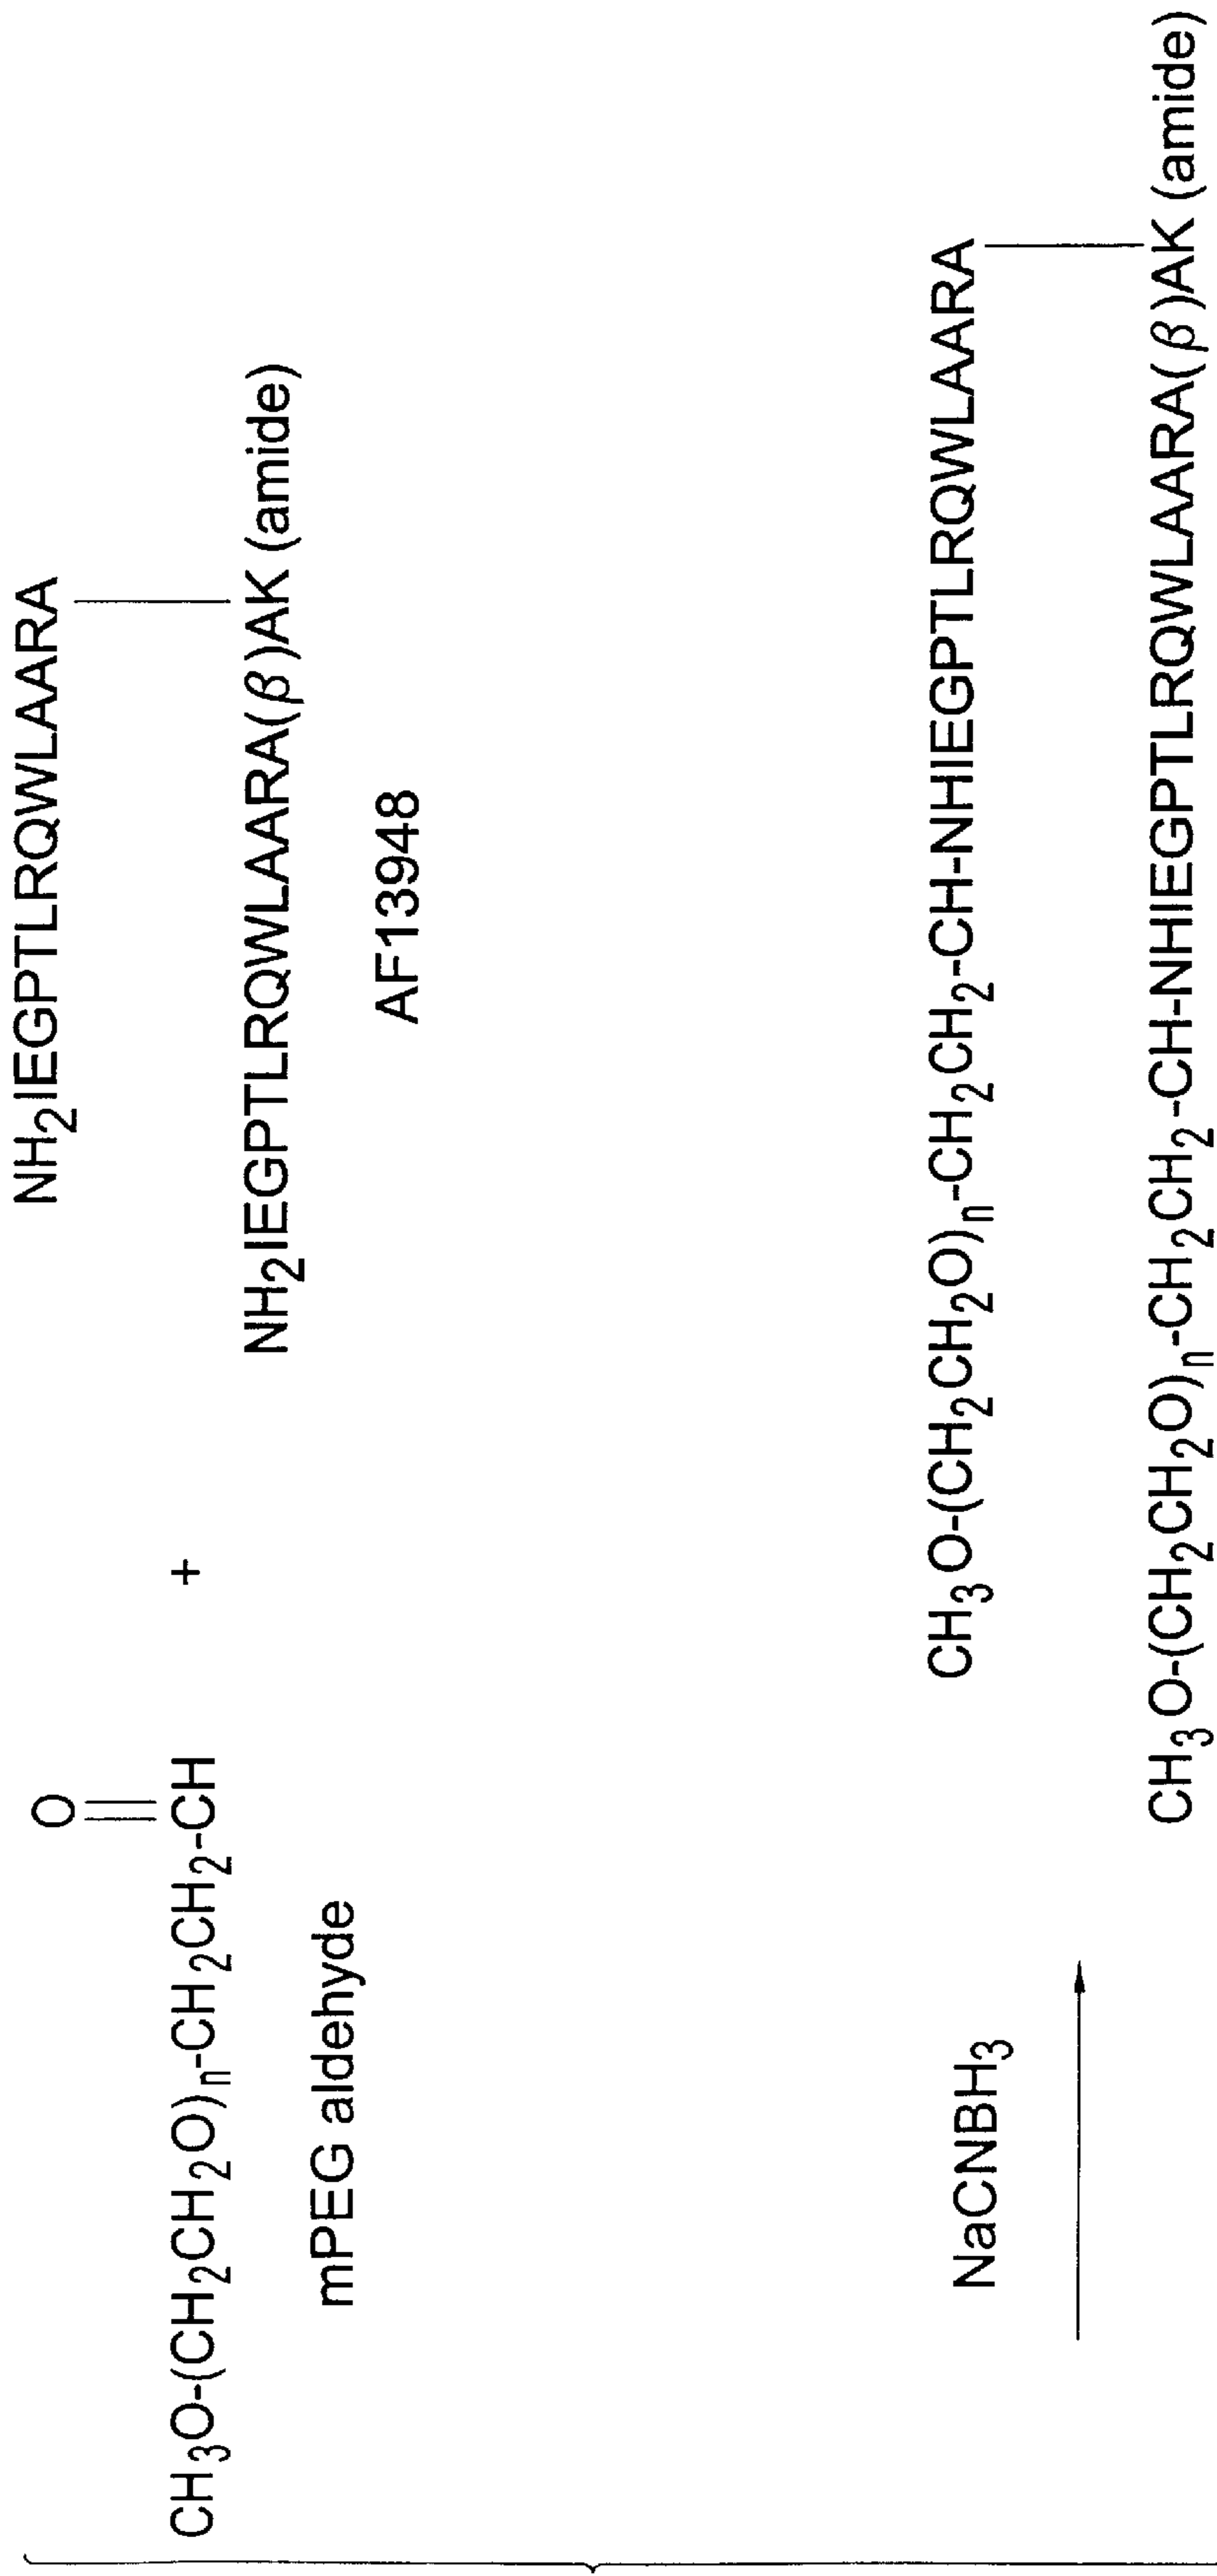 O
CH3O-(CH2CH2O)n-CH2CH2-CH
mPEG aldehyde
+
NH2IEGPTLRQWLAARA
NH2IEGPTLRQWLAARA(β)AK (amide)
AF13948
NaCNBH3
CH3O-(CH2CH2O)n-CH2CH2-CH-NHIEGPTLRQWLAARA
CH3O-(CH2CH2O)n-CH2CH2-CH-NHIEGPTLRQWLAARA(β)AK (amide)